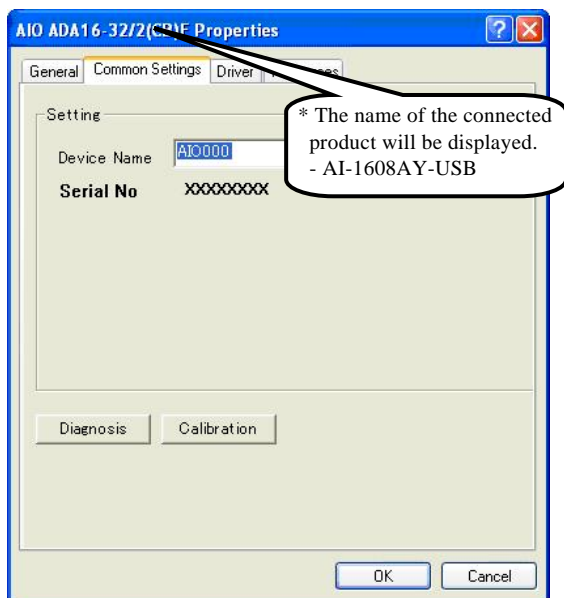 AIO ADA16-32/2(CB)F Properties
General Common Settings Driver
* The name of the connected
product will be displayed.
- AI-1608AY-USB
Setting
Device Name AIO000
Serial No XXXXXXXX
Diagnosis Calibration
OK Cancel